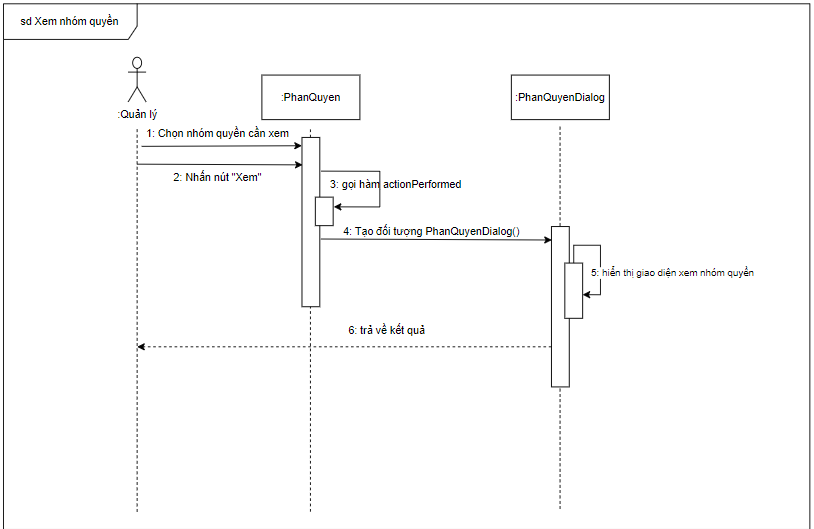 sd Xem nhóm quyền
:Quản lý
:PhanQuyen
:PhanQuyenDialog
1: Chọn nhóm quyền cần xem
2: Nhấn nút "Xem"
3: gọi hàm actionPerformed
4: Tạo đối tượng PhanQuyenDialog()
5: hiển thị giao diện xem nhóm quyền
6: trả về kết quả